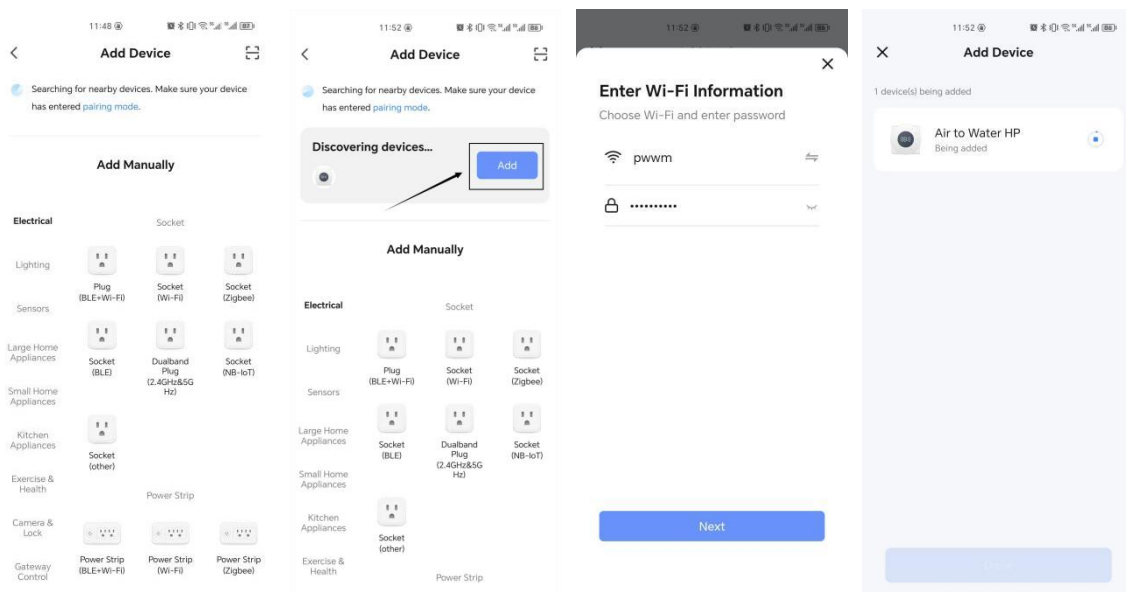 11:48
Add Device
Searching for nearby devices. Make sure your device
has entered pairing mode.
Add Manually
Electrical
Socket
Lighting
Plug
(BLE+Wi-Fi)
Socket
(Wi-Fi)
Socket
(Zigbee)
Sensors
Large Home
Appliances
Socket
(BLE)
Dualband
Plug
(2.4GHz&5G
Hz)
Socket
(NB-IoT)
Small Home
Appliances
Kitchen
Appliances
Socket
(other)
Exercise &
Health
Power Strip
Camera &
Lock
Power Strip
(BLE+Wi-Fi)
Power Strip
(Wi-Fi)
Power Strip
(Zigbee)
Gateway
Control
11:52
Add Device
Searching for nearby devices. Make sure your device
has entered pairing mode.
Discovering devices...
Add
Add Manually
Electrical
Socket
Lighting
Plug
(BLE+Wi-Fi)
Socket
(Wi-Fi)
Socket
(Zigbee)
Sensors
Large Home
Appliances
Socket
(BLE)
Dualband
Plug
(2.4GHz&5G
Hz)
Socket
(NB-IoT)
Small Home
Appliances
Kitchen
Appliances
Socket
(other)
Exercise &
Health
Power Strip
11:52
Enter Wi-Fi Information
Choose Wi-Fi and enter password
pwwm
••••••••••
Next
11:52
Add Device
1 device(s) being added
Air to Water HP
Being added